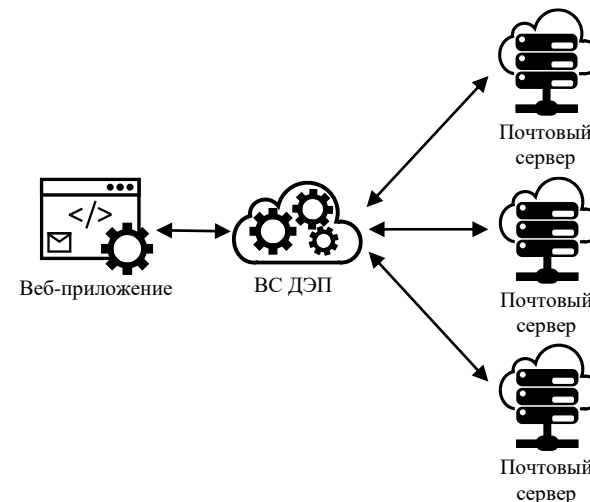 Почтовый
сервер
</>
Веб-приложение
ВС ДЭП
Почтовый
сервер
Почтовый
сервер